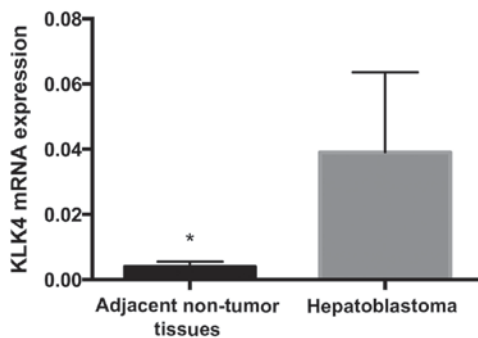 KLK4 mRNA expression
0.08
0.06
0.04
0.02
0.00
*
Adjacent non-tumor
tissues
Hepatoblastoma